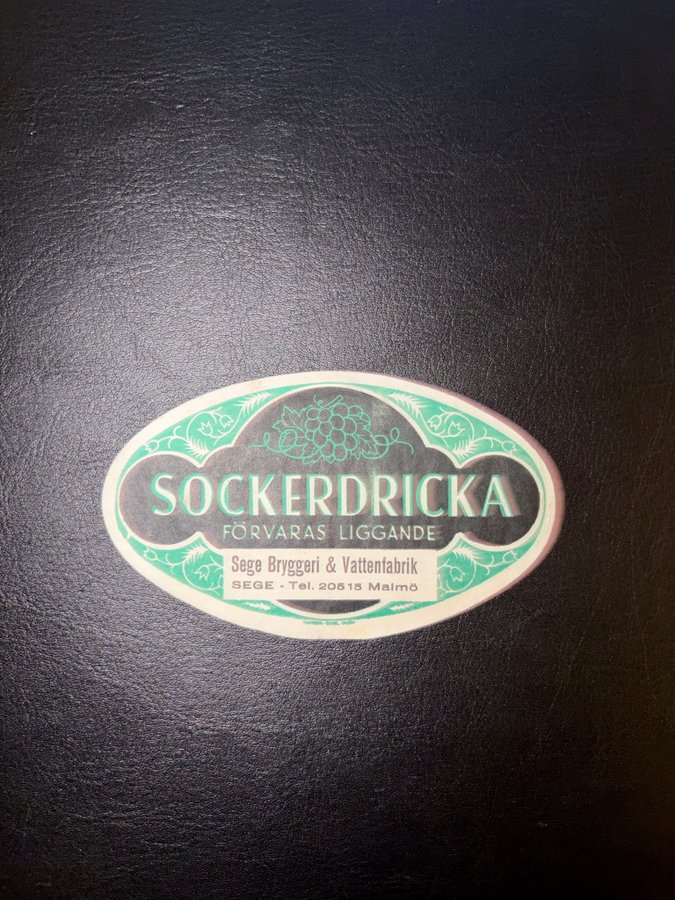 SOCKERDRICKA
FÖRVARAS LIGGANDE
Sege Bryggeri & Vattenfabrik
SEGE - Tel. 20515 Malmö